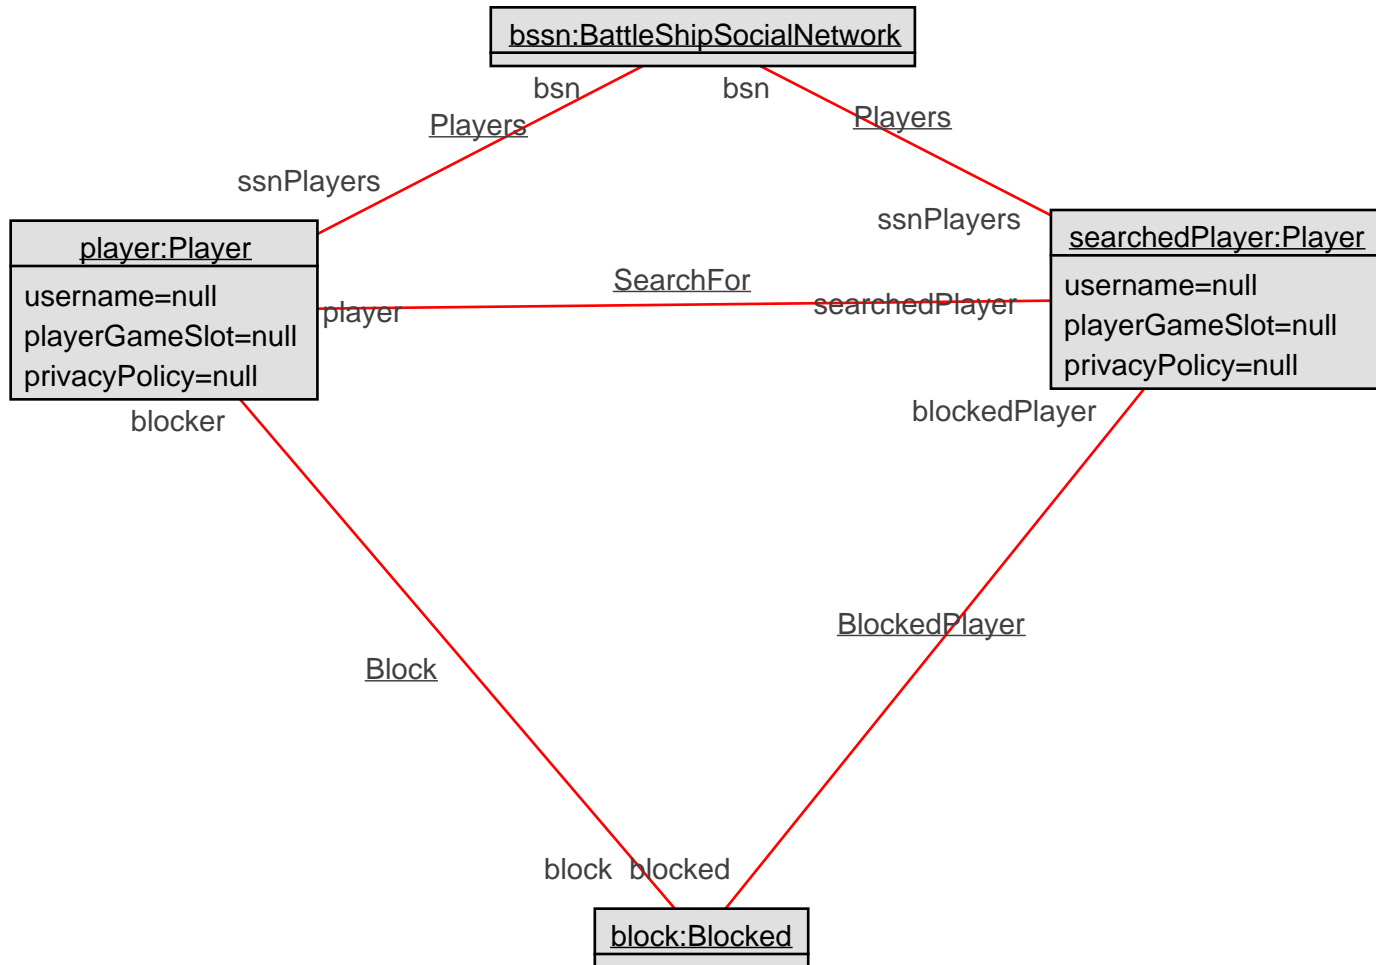 bssn:BattleShipSocialNetwork
bsn
bsn
Players
Players
ssnPlayers
ssnPlayers
player:Player
username=null
playerGameSlot=null
privacyPolicy=null
searchedPlayer:Player
username=null
playerGameSlot=null
privacyPolicy=null
SearchFor
player
searchedPlayer
blocker
blockedPlayer
BlockedPlayer
Block
block
blocked
block:Blocked